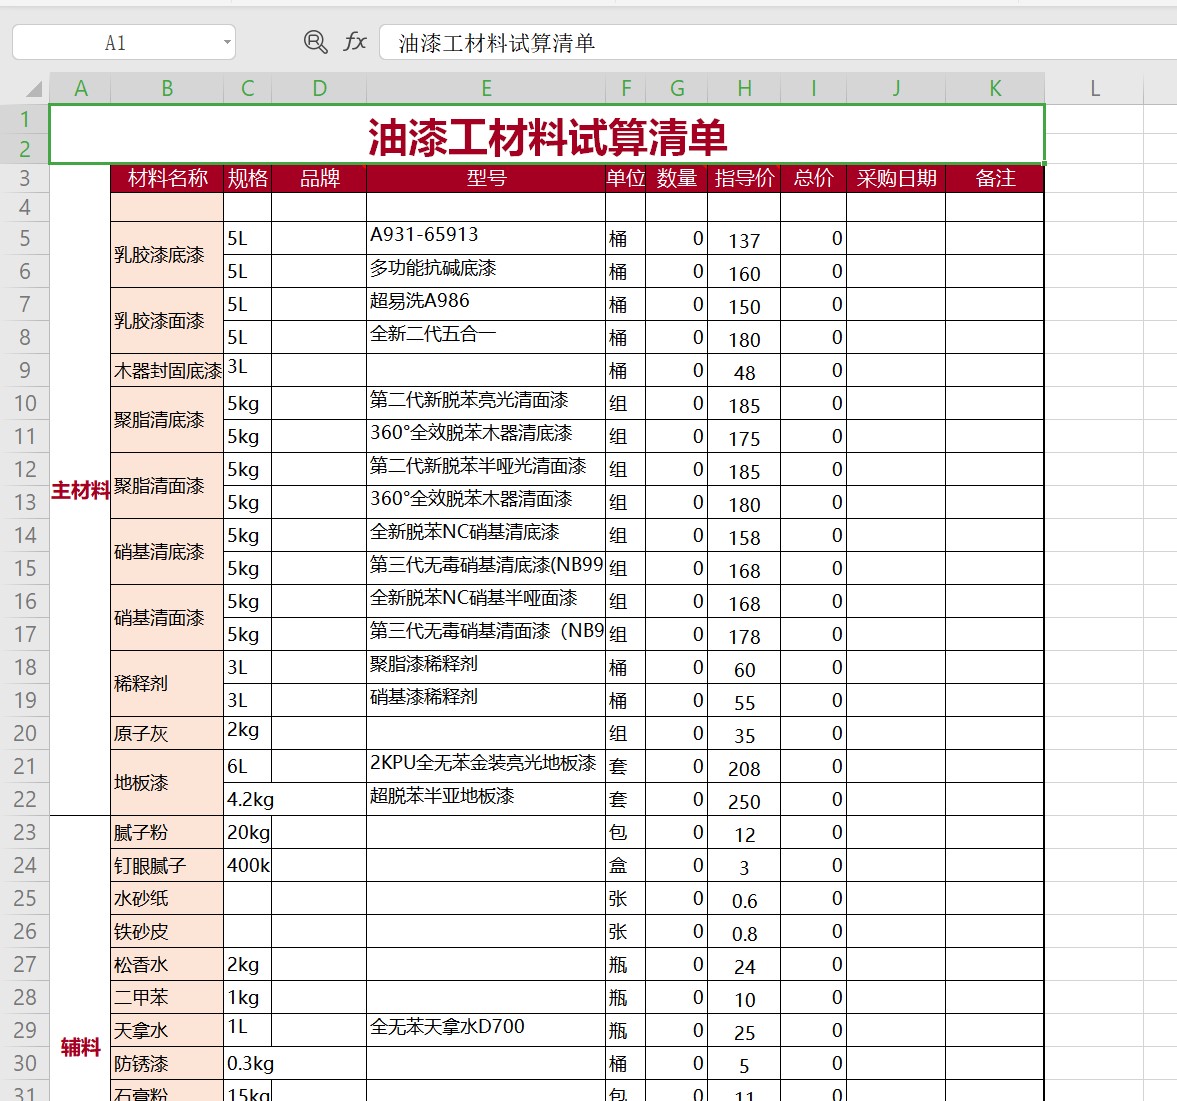 A1 油漆工材料试算清单
A B C D E F G H I J K L
1
2 油漆工材料试算清单
3 材料名称 规格 品牌 型号 单位 数量 指导价 总价 采购日期 备注
4
5 乳胶漆底漆 5L A931-65913 桶 0 137 0
6 5L 多功能抗碱底漆 桶 0 160 0
7 乳胶漆面漆 5L 超易洗A986 桶 0 150 0
8 5L 全新二代五合一 桶 0 180 0
9 木器封固底漆 3L 桶 0 48 0
10 聚脂清底漆 5kg 第二代新脱苯亮光清面漆 组 0 185 0
11 5kg 360°全效脱苯木器清底漆 组 0 175 0
12 聚脂清面漆 5kg 第二代新脱苯半哑光清面漆 组 0 185 0
主材料
13 5kg 360°全效脱苯木器清面漆 组 0 180 0
14 硝基清底漆 5kg 全新脱苯NC硝基清底漆 组 0 158 0
15 5kg 第三代无毒硝基清底漆(NB99 组 0 168 0
16 硝基清面漆 5kg 全新脱苯NC硝基半哑面漆 组 0 168 0
17 5kg 第三代无毒硝基清面漆（NB9 组 0 178 0
18 稀释剂 3L 聚脂漆稀释剂 桶 0 60 0
19 3L 硝基漆稀释剂 桶 0 55 0
20 原子灰 2kg 组 0 35 0
21 地板漆 6L 2KPU全无苯金装亮光地板漆 套 0 208 0
22 4.2kg 超脱苯半亚地板漆 套 0 250 0
23 腻子粉 20kg 包 0 12 0
24 钉眼腻子 400k 盒 0 3 0
25 水砂纸 张 0 0.6 0
26 铁砂皮 张 0 0.8 0
27 松香水 2kg 瓶 0 24 0
28 二甲苯 1kg 瓶 0 10 0
29 天拿水 1L 全无苯天拿水D700 瓶 0 25 0
辅料
30 防锈漆 0.3kg 桶 0 5 0
31 石膏粉 15kg 包 0 11 0